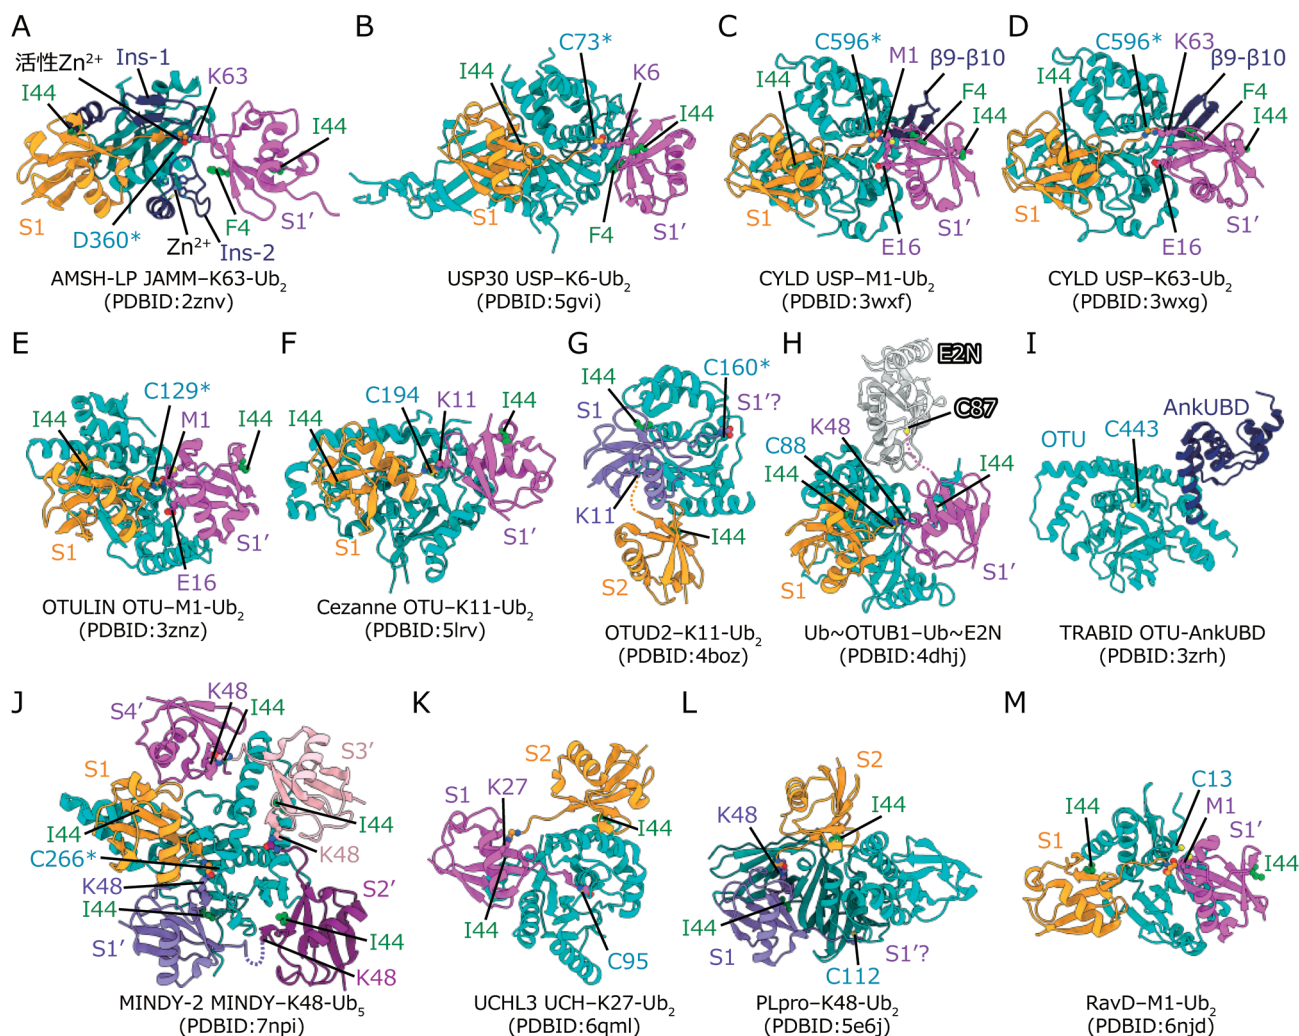 A
活性Zn²⁺
Ins-1
K63
I44
I44
S1
D360*
Zn²⁺
F4
Ins-2
S1′
AMSH-LP JAMM–K63-Ub₂
(PDBID:2znv)
B
C73*
I44
K6
I44
S1
F4
S1′
USP30 USP–K6-Ub₂
(PDBID:5gvi)
C
C596*
M1
β9-β10
I44
F4
I44
S1
E16
S1′
CYLD USP–M1-Ub₂
(PDBID:3wxf)
D
C596*
K63
β9-β10
I44
F4
I44
S1
E16
S1′
CYLD USP–K63-Ub₂
(PDBID:3wxg)
E
C129*
I44
M1
I44
S1
S1′
E16
OTULIN OTU–M1-Ub₂
(PDBID:3znz)
F
C194
K11
I44
I44
S1
S1′
Cezanne OTU–K11-Ub₂
(PDBID:5lrv)
G
I44
C160*
S1
S1′?
K11
I44
S2
OTUD2–K11-Ub₂
(PDBID:4boz)
H
E2N
C87
K48
C88
I44
I44
S1
S1′
Ub~OTUB1–Ub~E2N
(PDBID:4dhj)
I
AnkUBD
OTU
C443
TRABID OTU-AnkUBD
(PDBID:3zrh)
J
K48
S4′
I44
S1
S3′
I44
I44
C266*
K48
K48
S2′
I44
I44
S1′
K48
MINDY-2 MINDY–K48-Ub₅
(PDBID:7npi)
K
S2
K27
S1
I44
I44
C95
UCHL3 UCH–K27-Ub₂
(PDBID:6qml)
L
S2
K48
I44
I44
S1
S1′?
C112
PLpro–K48-Ub₂
(PDBID:5e6j)
M
C13
I44
M1
S1
S1′
I44
RavD–M1-Ub₂
(PDBID:6njd)